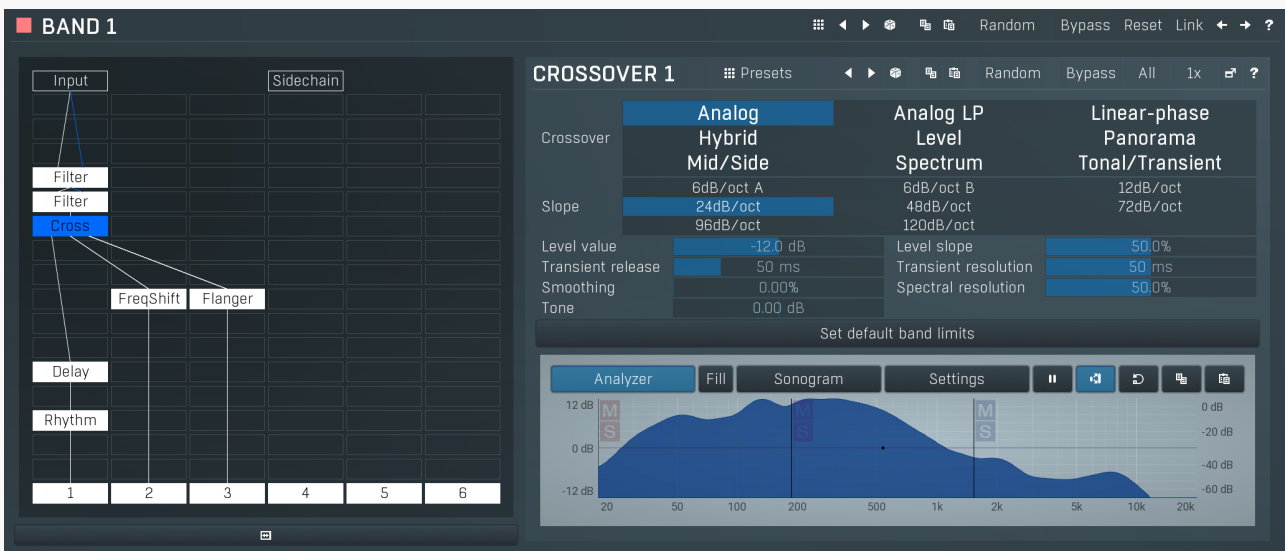 BAND 1
Random Bypass Reset Link ?
Input Sidechain
Filter
Filter
Cross
FreqShift Flanger
Delay
Rhythm
1 2 3 4 5 6
CROSSOVER 1 Presets Random Bypass All 1x ?
Crossover
Analog Analog LP Linear-phase
Hybrid Level Panorama
Mid/Side Spectrum Tonal/Transient
Slope
6dB/oct A 6dB/oct B 12dB/oct
24dB/oct 48dB/oct 72dB/oct
96dB/oct 120dB/oct
Level value -12.0 dB Level slope 50.0%
Transient release 50 ms Transient resolution 50 ms
Smoothing 0.00% Spectral resolution 50.0%
Tone 0.00 dB
Set default band limits
Analyzer Fill Sonogram Settings
12 dB M M M 0 dB
S S S -20 dB
0 dB
-40 dB
-12 dB -60 dB
20 50 100 200 500 1k 2k 5k 10k 20k